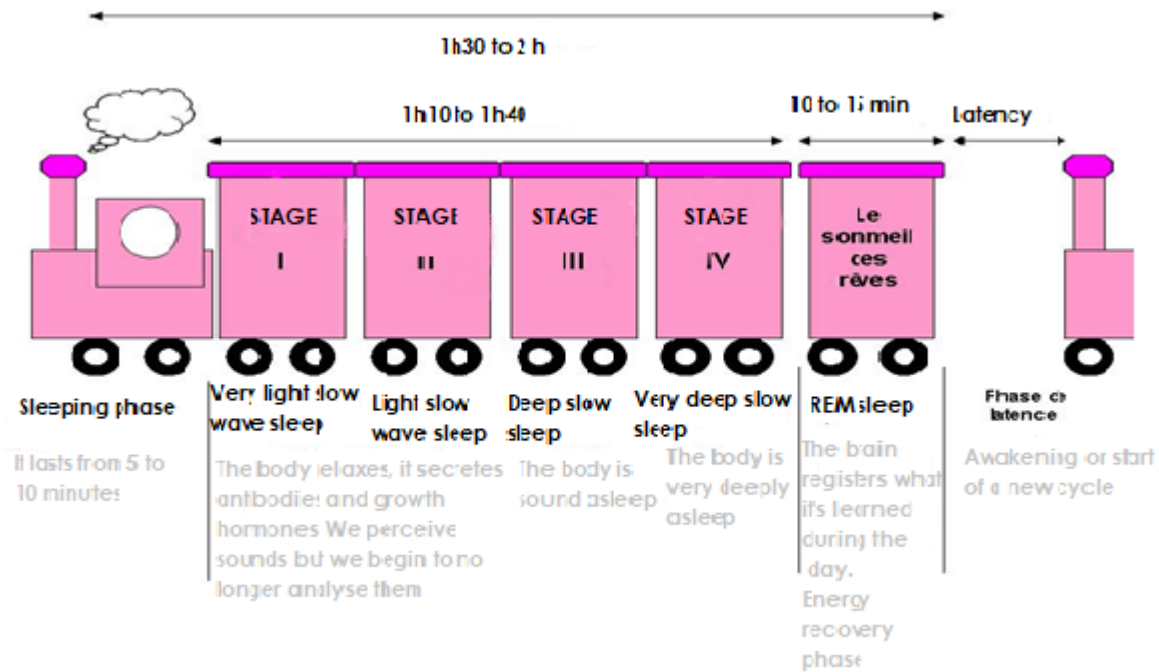 1h30 to 2 h
1h10 to 1h40
10 to 15 min
Latency
STAGE
I
STAGE
II
STAGE
III
STAGE
IV
Le
sommeil
des
rêves
Sleeping phase
It lasts from 5 to
10 minutes
Very light slow
wave sleep
Light slow
wave sleep
The body relaxes, it secretes
antibodies and growth
hormones We perceive
sounds but we begin to no
longer analyse them
Deep slow
sleep
The body is
sound asleep
Very deep slow
sleep
The body is
very deeply
asleep
REM sleep
The brain
registers what
it's learned
during the
day.
Energy
recovery
phase
Phase de
latence
Awakening or start
of a new cycle